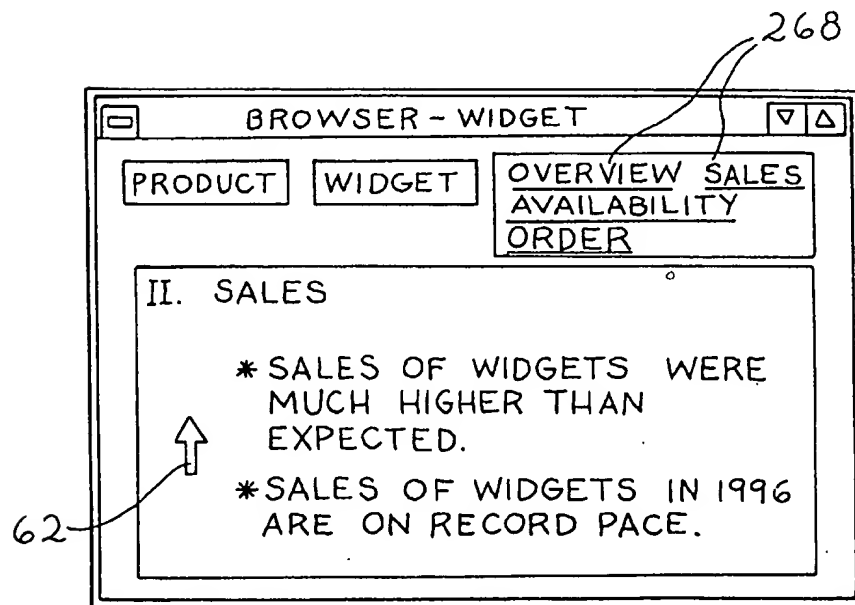 268
BROWSER - WIDGET
PRODUCT WIDGET OVERVIEW SALES
AVAILABILITY
ORDER
II. SALES
* SALES OF WIDGETS WERE
MUCH HIGHER THAN
EXPECTED.
* SALES OF WIDGETS IN 1996
ARE ON RECORD PACE.
62